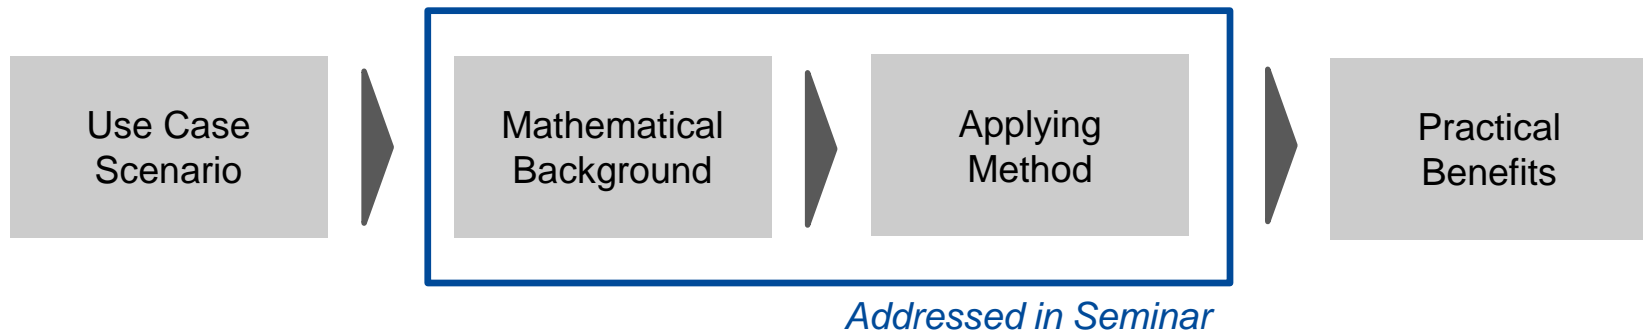 Use Case
Scenario
Mathematical
Background
Applying
Method
Practical
Benefits
Addressed in Seminar